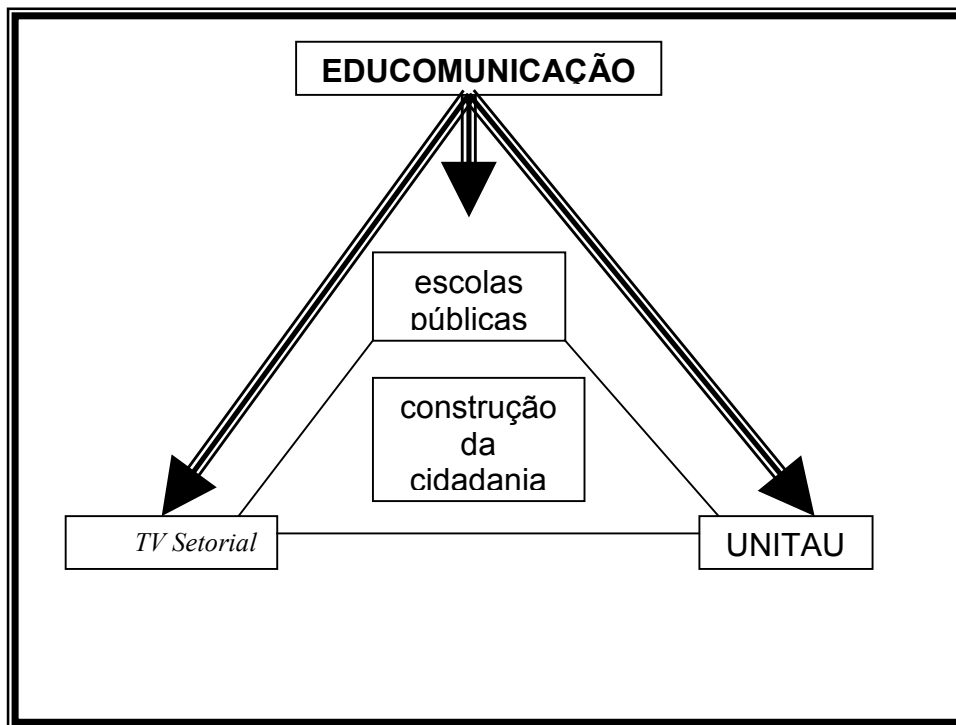 EDUCOMUNICAÇÃO
escolas
públicas
construção
da
cidadania
TV Setorial
UNITAU